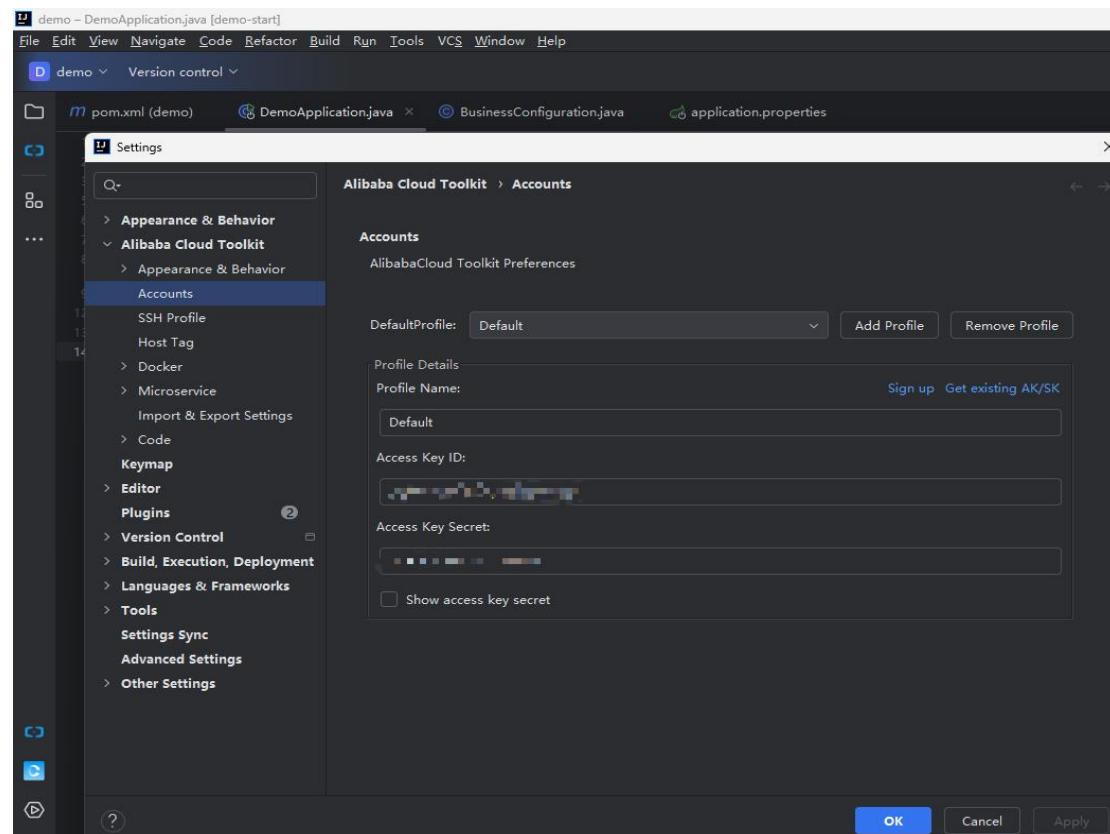 demo – DemoApplication.java [demo-start]
File Edit View Navigate Code Refactor Build Run Tools VCS Window Help
D demo Version control
m pom.xml (demo) DemoApplication.java × BusinessConfiguration.java application.properties
Settings
Alibaba Cloud Toolkit › Accounts
Appearance & Behavior
Alibaba Cloud Toolkit
Appearance & Behavior
Accounts
SSH Profile
Host Tag
Docker
Microservice
Import & Export Settings
Code
Keymap
Editor
Plugins 2
Version Control
Build, Execution, Deployment
Languages & Frameworks
Tools
Settings Sync
Advanced Settings
Other Settings
Accounts
AlibabaCloud Toolkit Preferences
DefaultProfile: Default Add Profile Remove Profile
Profile Details
Profile Name: Sign up Get existing AK/SK
Default
Access Key ID:
Access Key Secret:
Show access key secret
? OK Cancel Apply